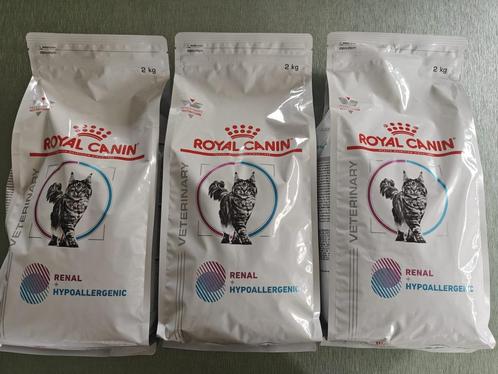 2 kg
ROYAL CANIN
VETERINARY
RENAL
+
HYPOALLERGENIC
2 kg
ROYAL CANIN
VETERINARY
RENAL
+
HYPOALLERGENIC
2 kg
ROYAL CANIN
VETERINARY
RENAL
+
HYPOALLERGENIC